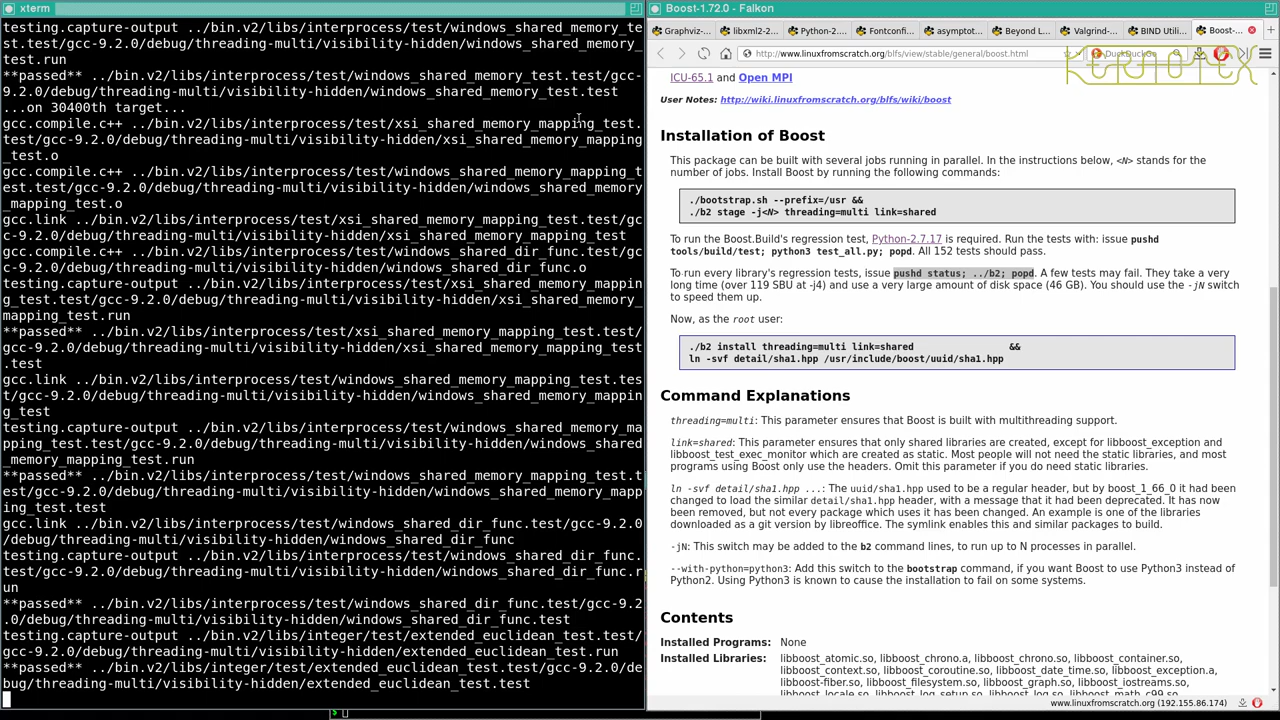 xterm
testing.capture-output ../bin.v2/libs/interprocess/test/windows_shared_memory_te
st.test/gcc-9.2.0/debug/threading-multi/visibility-hidden/windows_shared_memory_
test.run
**passed** ../bin.v2/libs/interprocess/test/windows_shared_memory_test.test/gcc-
9.2.0/debug/threading-multi/visibility-hidden/windows_shared_memory_test.test
...on 30400th target...
gcc.compile.c++ ../bin.v2/libs/interprocess/test/xsi_shared_memory_mapping_test.
test/gcc-9.2.0/debug/threading-multi/visibility-hidden/xsi_shared_memory_mapping
_test.o
gcc.compile.c++ ../bin.v2/libs/interprocess/test/windows_shared_memory_mapping_t
est.test/gcc-9.2.0/debug/threading-multi/visibility-hidden/windows_shared_memory
_mapping_test.o
gcc.link ../bin.v2/libs/interprocess/test/xsi_shared_memory_mapping_test.test/gc
c-9.2.0/debug/threading-multi/visibility-hidden/xsi_shared_memory_mapping_test
gcc.compile.c++ ../bin.v2/libs/interprocess/test/windows_shared_dir_func.test/gc
c-9.2.0/debug/threading-multi/visibility-hidden/windows_shared_dir_func.o
testing.capture-output ../bin.v2/libs/interprocess/test/xsi_shared_memory_mappin
g_test.test/gcc-9.2.0/debug/threading-multi/visibility-hidden/xsi_shared_memory_
mapping_test.run
**passed** ../bin.v2/libs/interprocess/test/xsi_shared_memory_mapping_test.test/
gcc-9.2.0/debug/threading-multi/visibility-hidden/xsi_shared_memory_mapping_test
.test
gcc.link ../bin.v2/libs/interprocess/test/windows_shared_memory_mapping_test.tes
t/gcc-9.2.0/debug/threading-multi/visibility-hidden/windows_shared_memory_mappin
g_test
testing.capture-output ../bin.v2/libs/interprocess/test/windows_shared_memory_ma
pping_test.test/gcc-9.2.0/debug/threading-multi/visibility-hidden/windows_shared
_memory_mapping_test.run
**passed** ../bin.v2/libs/interprocess/test/windows_shared_memory_mapping_test.t
est/gcc-9.2.0/debug/threading-multi/visibility-hidden/windows_shared_memory_mapp
ing_test.test
gcc.link ../bin.v2/libs/interprocess/test/windows_shared_dir_func.test/gcc-9.2.0
/debug/threading-multi/visibility-hidden/windows_shared_dir_func
testing.capture-output ../bin.v2/libs/interprocess/test/windows_shared_dir_func.
test/gcc-9.2.0/debug/threading-multi/visibility-hidden/windows_shared_dir_func.r
un
**passed** ../bin.v2/libs/interprocess/test/windows_shared_dir_func.test/gcc-9.2
.0/debug/threading-multi/visibility-hidden/windows_shared_dir_func.test
testing.capture-output ../bin.v2/libs/integer/test/extended_euclidean_test.test/
gcc-9.2.0/debug/threading-multi/visibility-hidden/extended_euclidean_test.run
**passed** ../bin.v2/libs/integer/test/extended_euclidean_test.test/gcc-9.2.0/de
bug/threading-multi/visibility-hidden/extended_euclidean_test.test
$
Boost-1.72.0 - Falkon
Graphviz-... libxml2-2... Python-2.... Fontconfi... asymptot... Beyond L... Valgrind-... BIND Utili... Boost-...
http://www.linuxfromscratch.org/blfs/view/stable/general/boost.html DuckDuckGo
KERNOTEX
ICU-65.1 and Open MPI
User Notes: http://wiki.linuxfromscratch.org/blfs/wiki/boost
Installation of Boost
This package can be built with several jobs running in parallel. In the instructions below, <N> stands for the
number of jobs. Install Boost by running the following commands:
./bootstrap.sh --prefix=/usr &&
./b2 stage -j<N> threading=multi link=shared
To run the Boost.Build's regression test, Python-2.7.17 is required. Run the tests with: issue pushd
tools/build/test; python3 test_all.py; popd. All 152 tests should pass.
To run every library's regression tests, issue pushd status; ../b2; popd. A few tests may fail. They take a very
long time (over 119 SBU at -j4) and use a very large amount of disk space (46 GB). You should use the -jN switch
to speed them up.
Now, as the root user:
./b2 install threading=multi link=shared &&
ln -svf detail/sha1.hpp /usr/include/boost/uuid/sha1.hpp
Command Explanations
threading=multi: This parameter ensures that Boost is built with multithreading support.
link=shared: This parameter ensures that only shared libraries are created, except for libboost_exception and
libboost_test_exec_monitor which are created as static. Most people will not need the static libraries, and most
programs using Boost only use the headers. Omit this parameter if you do need static libraries.
ln -svf detail/sha1.hpp ...: The uuid/sha1.hpp used to be a regular header, but by boost_1_66_0 it had been
changed to load the similar detail/sha1.hpp header, with a message that it had been deprecated. It has now
been removed, but not every package which uses it has been changed. An example is one of the libraries
downloaded as a git version by libreoffice. The symlink enables this and similar packages to build.
-jN: This switch may be added to the b2 command lines, to run up to N processes in parallel.
--with-python=python3: Add this switch to the bootstrap command, if you want Boost to use Python3 instead of
Python2. Using Python3 is known to cause the installation to fail on some systems.
Contents
Installed Programs: None
Installed Libraries: libboost_atomic.so, libboost_chrono.a, libboost_chrono.so, libboost_container.so,
libboost_context.so, libboost_coroutine.so, libboost_date_time.so, libboost_exception.a,
libboost-fiber.so, libboost_filesystem.so, libboost_graph.so, libboost_iostreams.so,
libboost_locale.so, libboost_log_setup.so, libboost_log.so, libboost_math_c99.so,
www.linuxfromscratch.org (192.155.86.174)